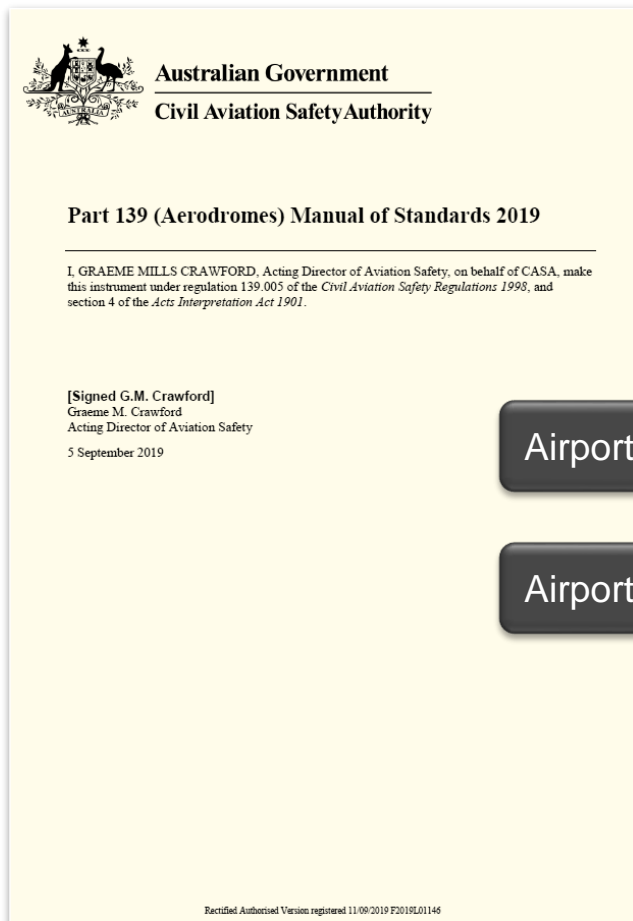 AUSTRALIA
Australian Government
Civil Aviation Safety Authority
Part 139 (Aerodromes) Manual of Standards 2019
I, GRAEME MILLS CRAWFORD, Acting Director of Aviation Safety, on behalf of CASA, make
this instrument under regulation 139.005 of the Civil Aviation Safety Regulations 1998, and
section 4 of the Acts Interpretation Act 1901.
[Signed G.M. Crawford]
Graeme M. Crawford
Acting Director of Aviation Safety
5 September 2019
Airport
Airport
Rectified Authorised Version registered 11/09/2019 F2019L01146